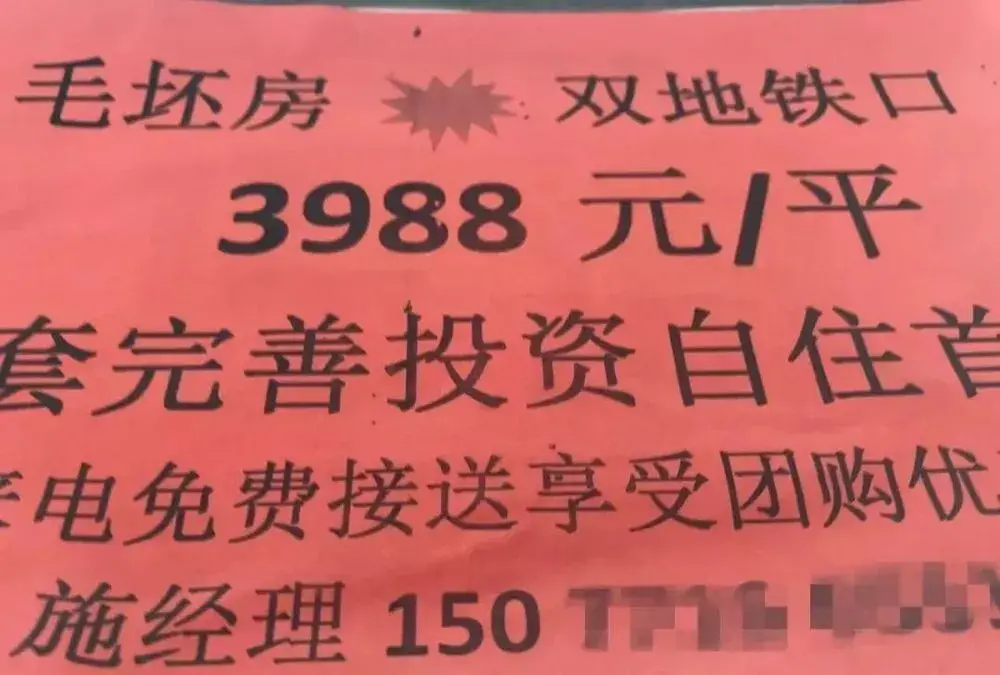 毛坯房 双地铁口
3988 元/平
套完善投资自住首
电免费接送享受团购优
施经理 150